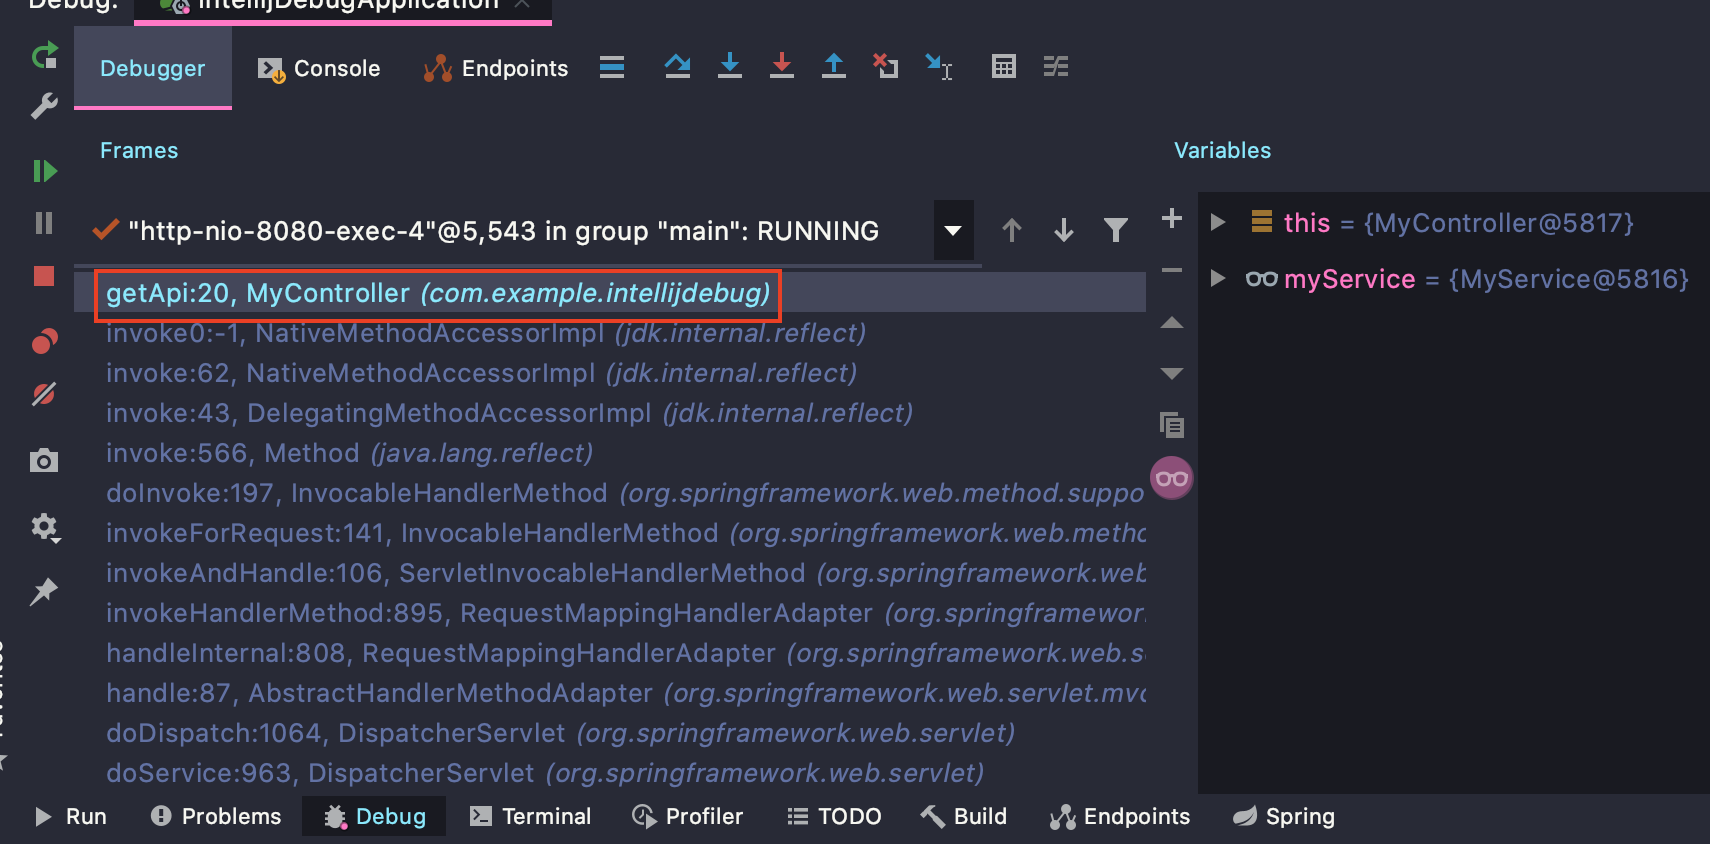 Debug: IntellijDebugApplication
Debugger Console Endpoints
Frames
Variables
"http-nio-8080-exec-4"@5,543 in group "main": RUNNING
getApi:20, MyController (com.example.intellijdebug)
invoke0:-1, NativeMethodAccessorImpl (jdk.internal.reflect)
invoke:62, NativeMethodAccessorImpl (jdk.internal.reflect)
invoke:43, DelegatingMethodAccessorImpl (jdk.internal.reflect)
invoke:566, Method (java.lang.reflect)
doInvoke:197, InvocableHandlerMethod (org.springframework.web.method.suppo
invokeForRequest:141, InvocableHandlerMethod (org.springframework.web.metho
invokeAndHandle:106, ServletInvocableHandlerMethod (org.springframework.web
invokeHandlerMethod:895, RequestMappingHandlerAdapter (org.springframewor
handleInternal:808, RequestMappingHandlerAdapter (org.springframework.web.s
handle:87, AbstractHandlerMethodAdapter (org.springframework.web.servlet.mvc
doDispatch:1064, DispatcherServlet (org.springframework.web.servlet)
doService:963, DispatcherServlet (org.springframework.web.servlet)
this = {MyController@5817}
myService = {MyService@5816}
Run Problems Debug Terminal Profiler TODO Build Endpoints Spring